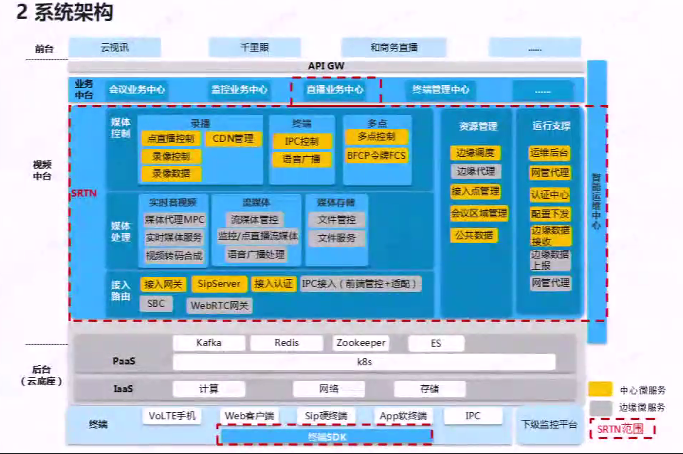 2 系统架构
前台
云视讯
千里眼
和商务直播
......
API GW
业务中台
会议业务中心
监控业务中心
直播业务中心
终端管理中心
......
视频中台
SRTN
媒体控制
录播
点直播控制
CDN管理
录像控制
录像数据
终端
IPC控制
语音广播
多点
多点控制
BFCP令牌FCS
媒体处理
实时音视频
媒体代理MPC
实时媒体服务
视频转码合成
流媒体
流媒体管控
监控/点直播流媒体
语音广播处理
媒体存储
文件管控
文件服务
接入路由
接入网关
SipServer
接入认证
IPC接入（前端管控+适配）
SBC
WebRTC网关
资源管理
边缘调度
边缘代理
接入点管理
会议区域管理
公共数据
运行支撑
运维后台
网管代理
认证中心
配置下发
边缘数据接收
边缘数据上报
网管代理
智能运维中心
后台
（云底座）
Kafka
Redis
Zookeeper
ES
PaaS
k8s
IaaS
计算
网络
存储
终端
VoLTE手机
Web客户端
Sip硬终端
App软终端
IPC
终端SDK
下级监控平台
中心微服务
边缘微服务
SRTN范围